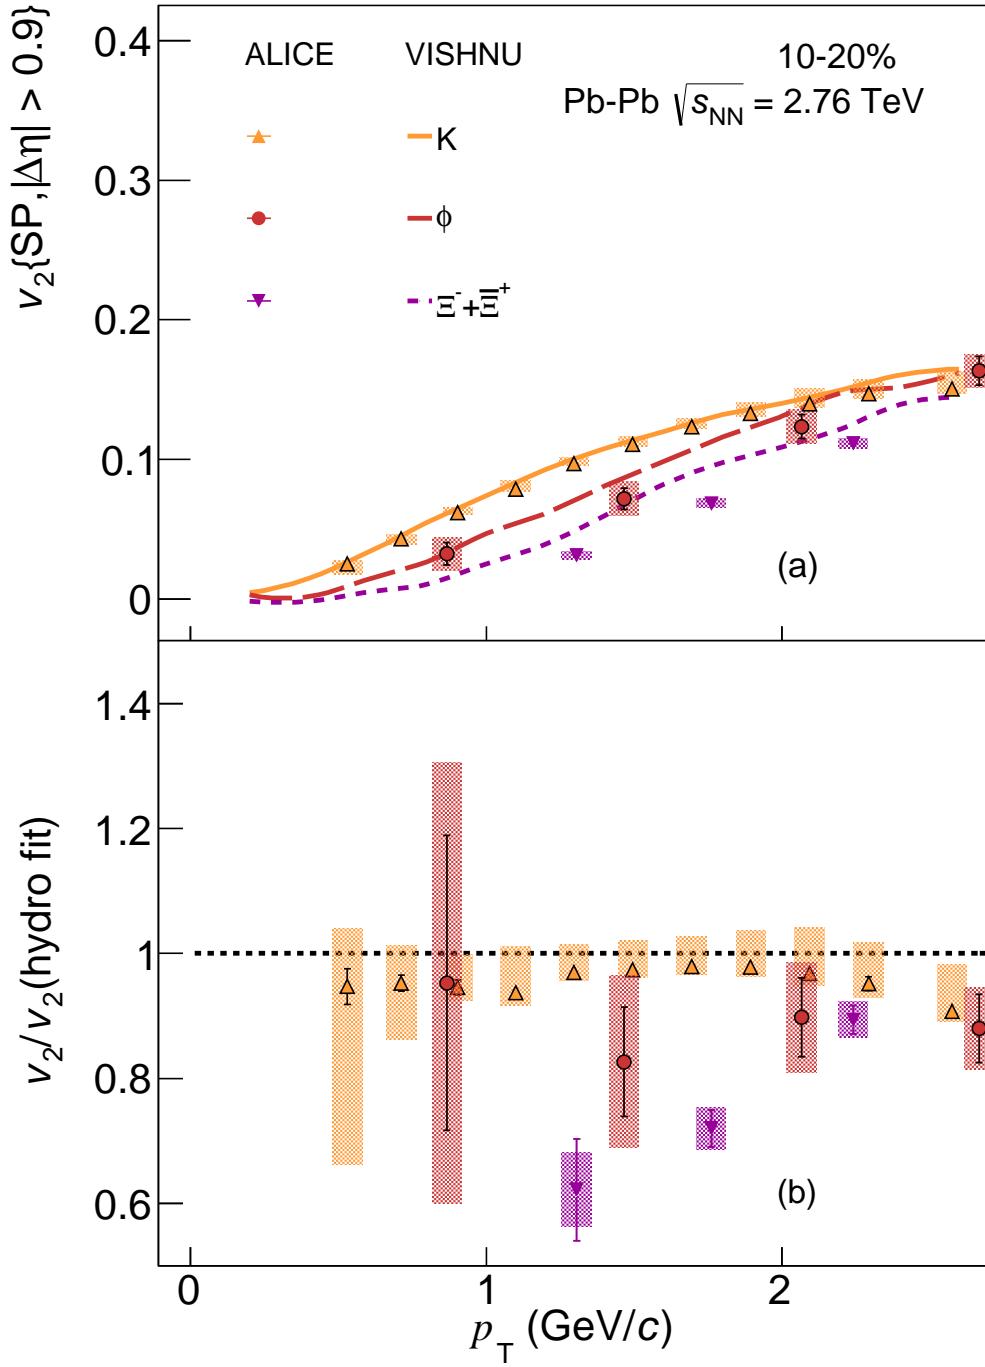 v₂{SP,|Δη| > 0.9}
0.4
0.3
0.2
0.1
0
ALICE VISHNU 10-20%
Pb-Pb √s_NN = 2.76 TeV
K
ϕ
Ξ⁻+Ξ̅⁺
(a)
v₂/v₂(hydro fit)
1.4
1.2
1
0.8
0.6
(b)
0 1 2
p_T (GeV/c)